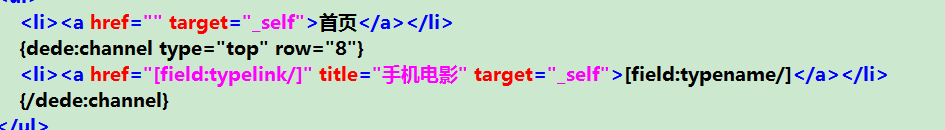 <li><a href="" target="_self">首页</a></li>
{dede:channel type="top" row="8"}
<li><a href="[field:typelink/]" title="手机电影" target="_self">[field:typename/]</a></li>
{/dede:channel}
</ul>